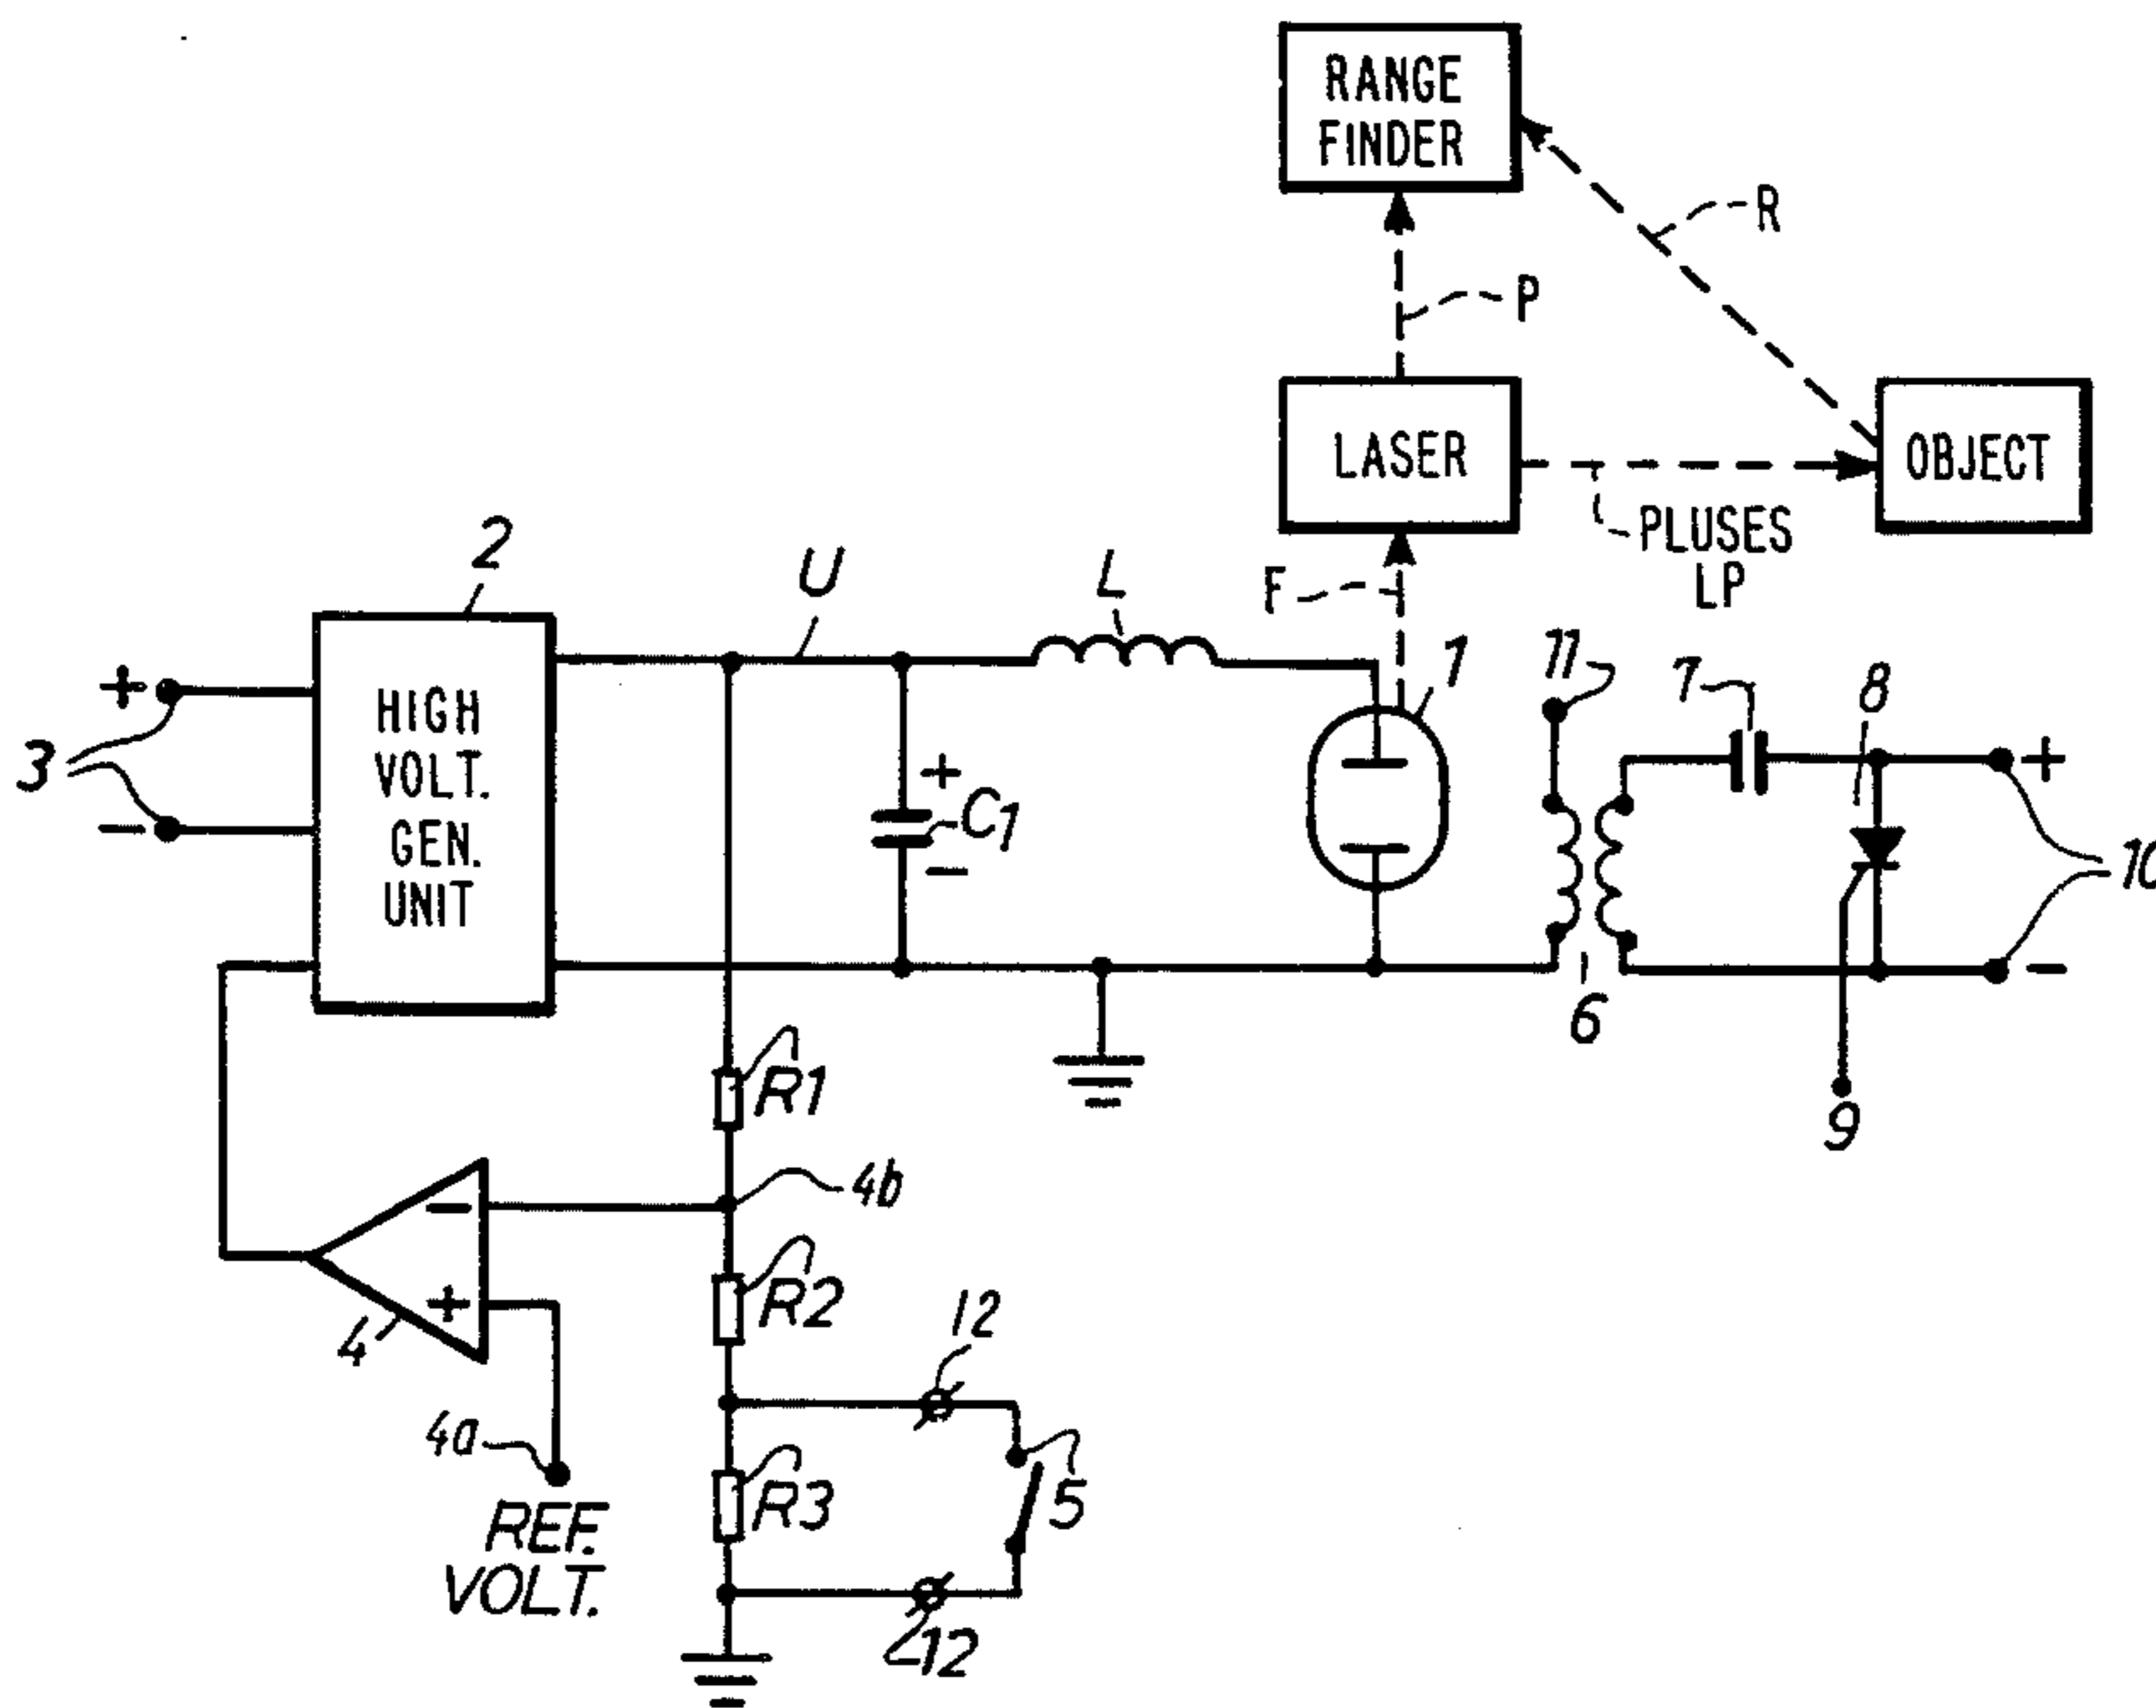 RANGE
FINDER
R
P
LASER
OBJECT
PLUSES
LP
F
2
U
L
1
11
7
8
+
3
-
HIGH
VOLT.
GEN.
UNIT
+
C1
-
+
10
-
6
9
R1
4b
-
+
4
R2
12
4a
REF.
VOLT.
R3
5
12